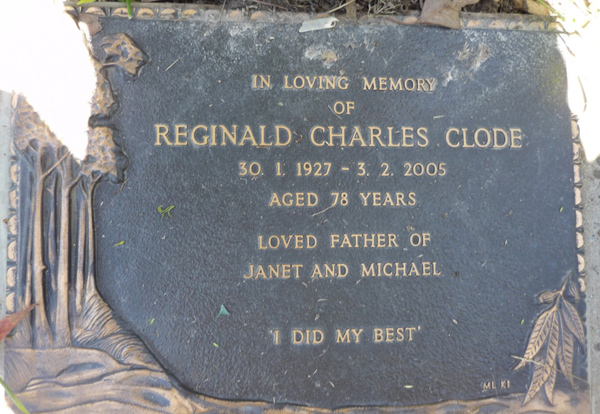 IN LOVING MEMORY
OF
REGINALD CHARLES CLODE
30. 1. 1927 - 3. 2. 2005
AGED 78 YEARS
LOVED FATHER OF
JANET AND MICHAEL
'I DID MY BEST'